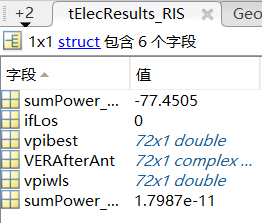 +2 tElecResults_RIS Geo
1x1 struct 包含 6 个字段
字段 值
sumPower_... -77.4505
ifLos 0
vpibest 72x1 double
VERAfterAnt 72x1 complex ...
vpiwls 72x1 double
sumPower_... 1.7987e-11